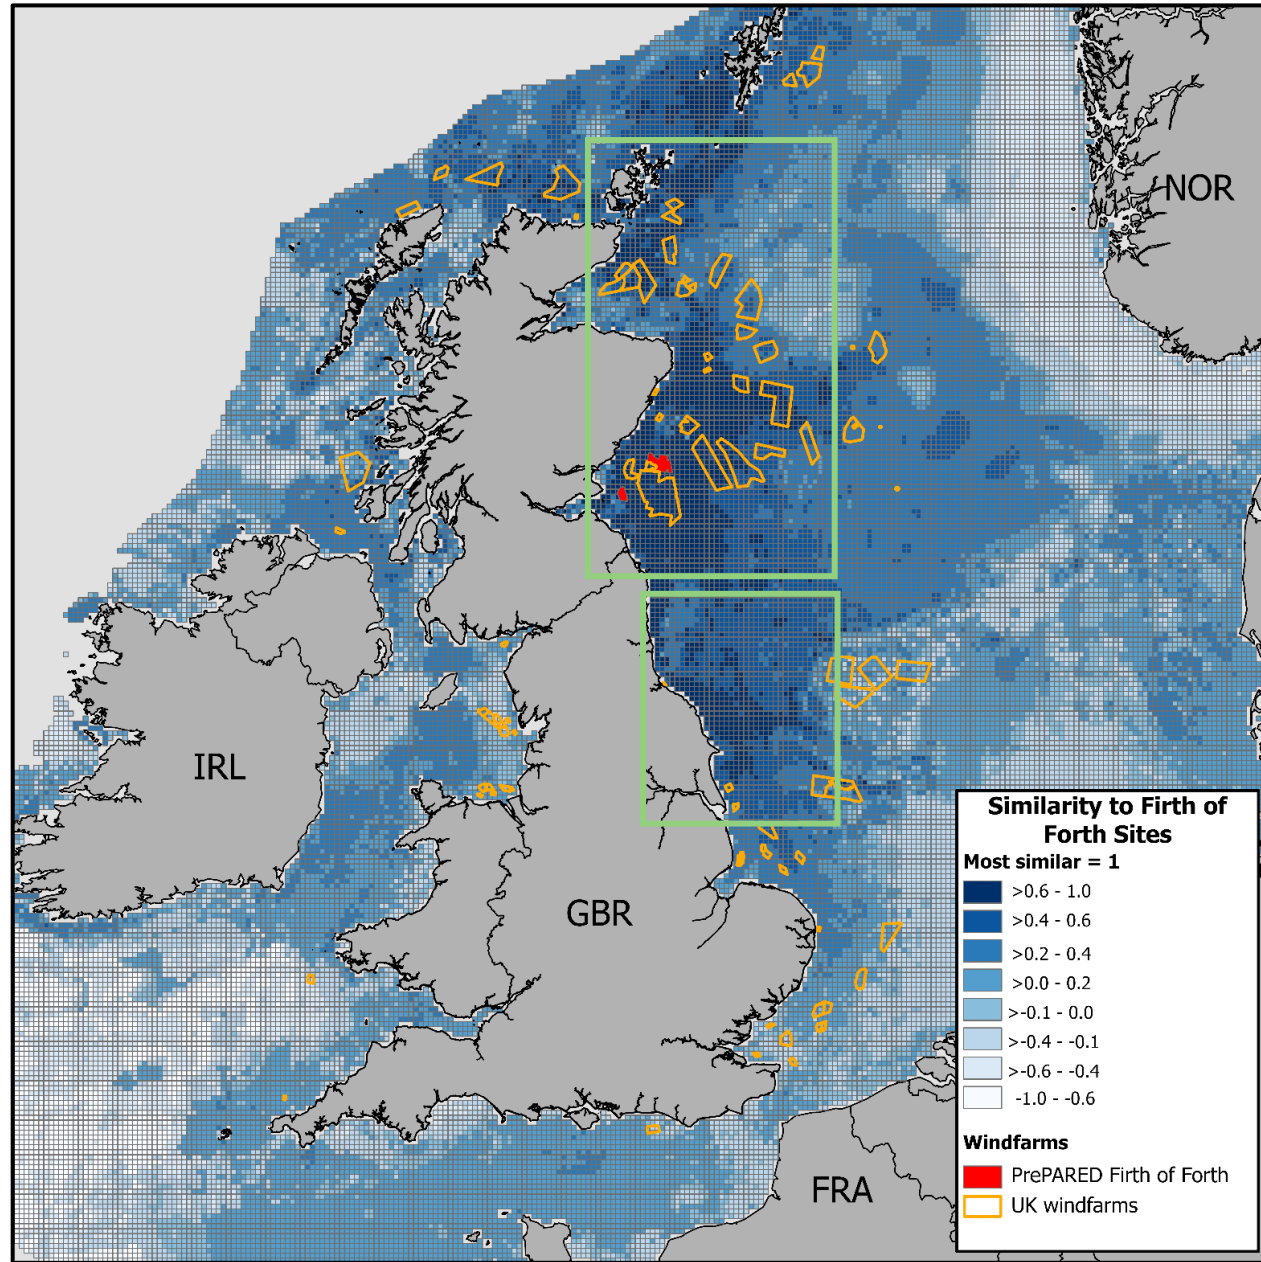 NOR
IRL
GBR
FRA
Similarity to Firth of
Forth Sites
Most similar = 1
>0.6 - 1.0
>0.4 - 0.6
>0.2 - 0.4
>0.0 - 0.2
>-0.1 - 0.0
>-0.4 - -0.1
>-0.6 - -0.4
-1.0 - -0.6
Windfarms
PrePARED Firth of Forth
UK windfarms